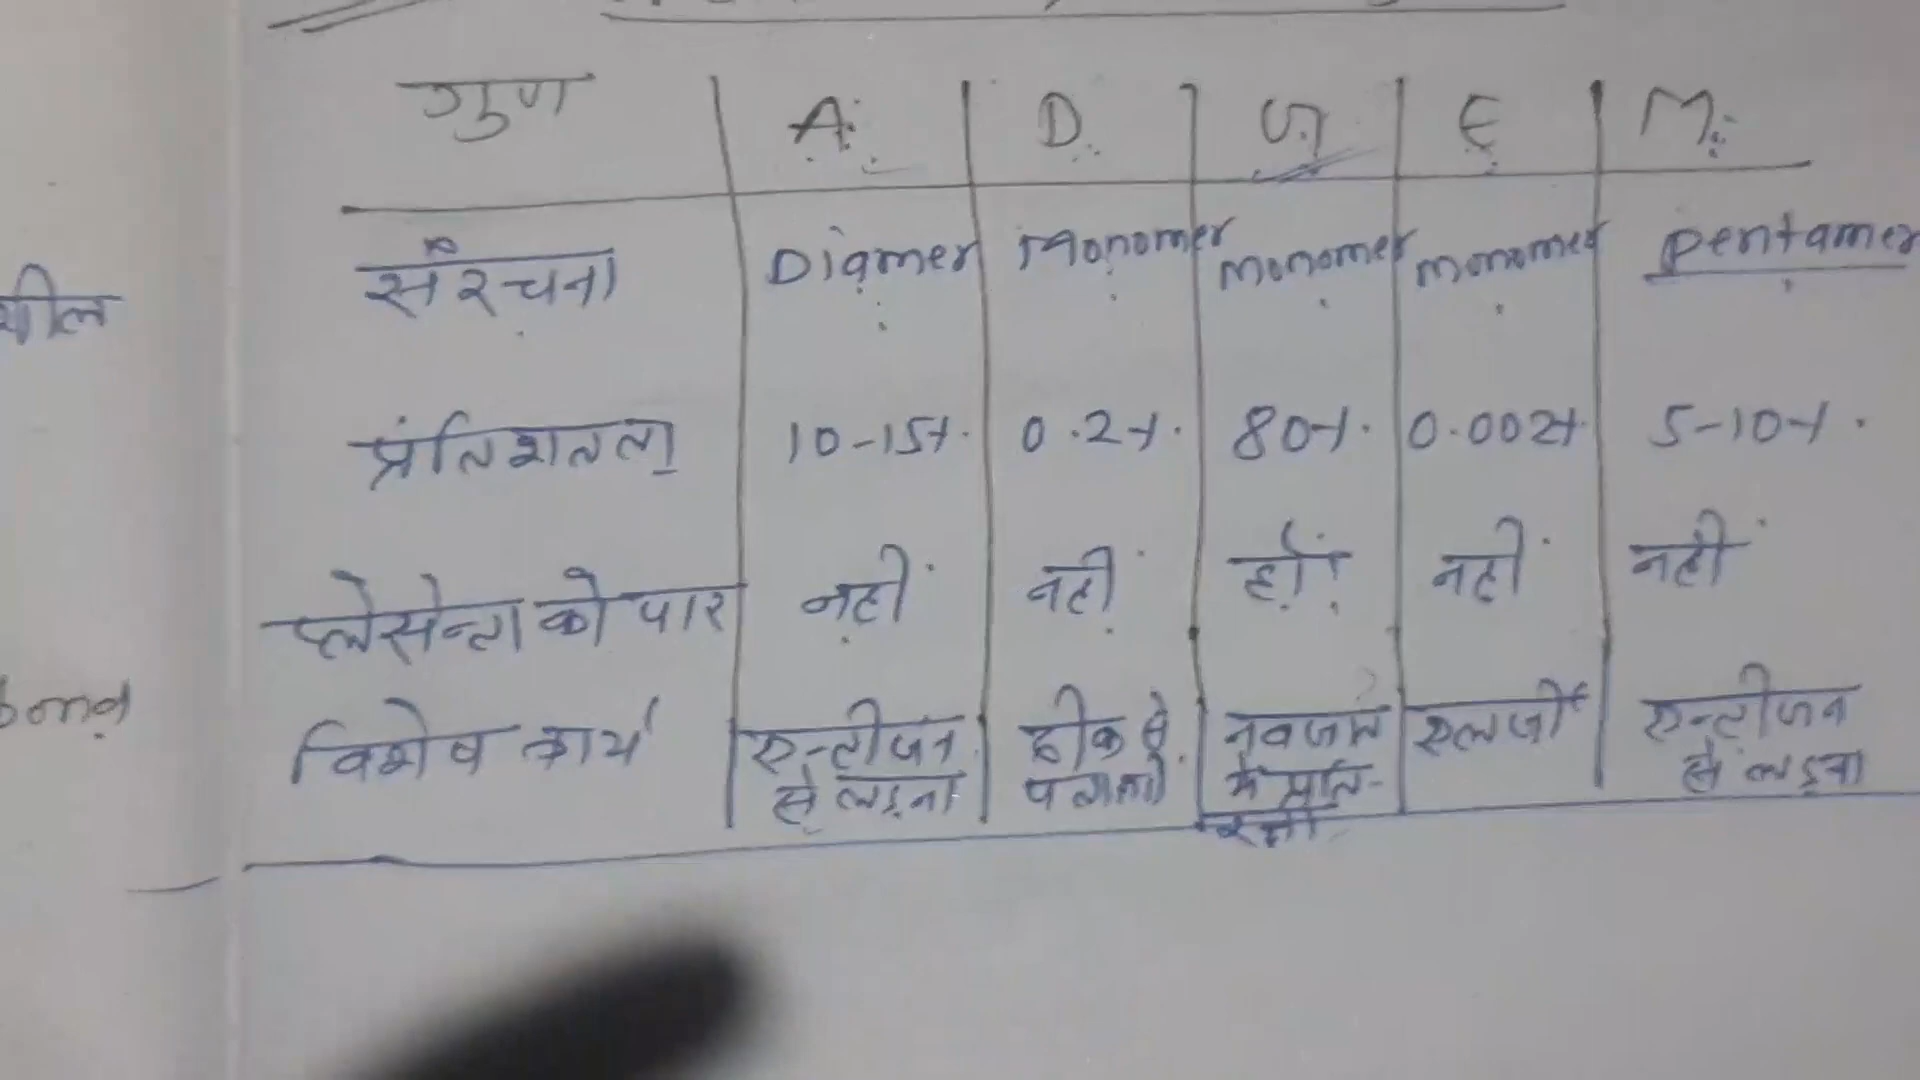 गुण A D G E M
संरचना Diamer Monomer monomer monomer pentamer
प्रतिशतता 10-15% 0.2% 80% 0.002% 5-10%
प्लेसेन्टा को पार नहीं नहीं हाँ नहीं नहीं
विशेष कार्य एन्टीजन ठीक से नवजात एलर्जी एन्टीजन
से लड़ना के प्रति- से लड़ना
रक्षी